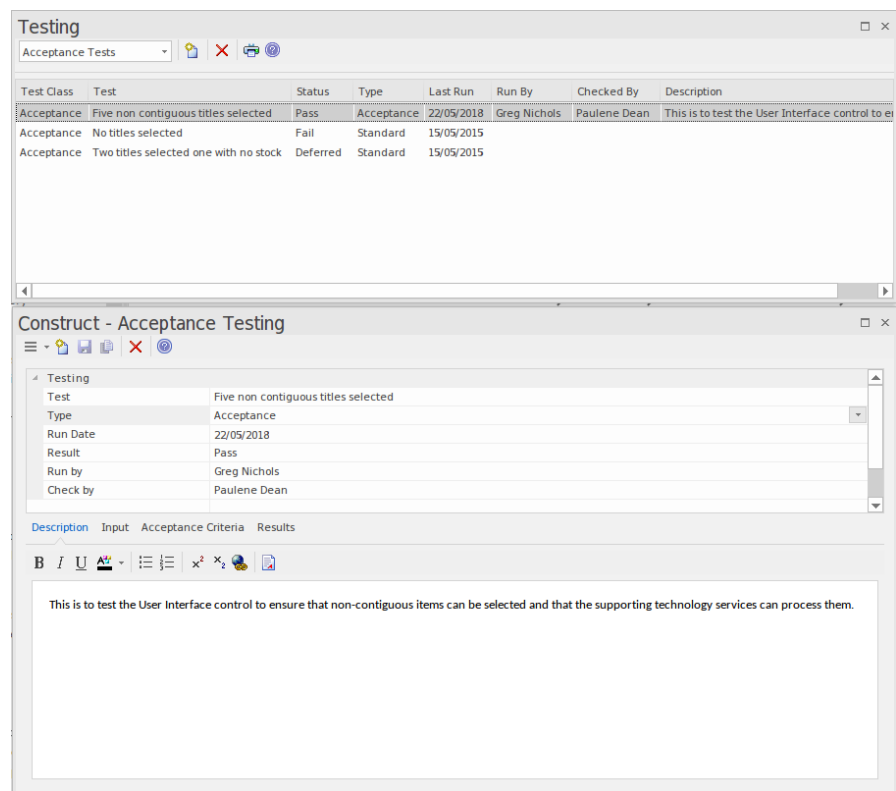 Testing
Acceptance Tests
Test Class Test Status Type Last Run Run By Checked By Description
Acceptance Five non contiguous titles selected Pass Acceptance 22/05/2018 Greg Nichols Paulene Dean This is to test the User Interface control to en
Acceptance No titles selected Fail Standard 15/05/2015
Acceptance Two titles selected one with no stock Deferred Standard 15/05/2015
Construct - Acceptance Testing
Testing
Test Five non contiguous titles selected
Type Acceptance
Run Date 22/05/2018
Result Pass
Run by Greg Nichols
Check by Paulene Dean
Description Input Acceptance Criteria Results
B I U A x² x₂
This is to test the User Interface control to ensure that non-contiguous items can be selected and that the supporting technology services can process them.